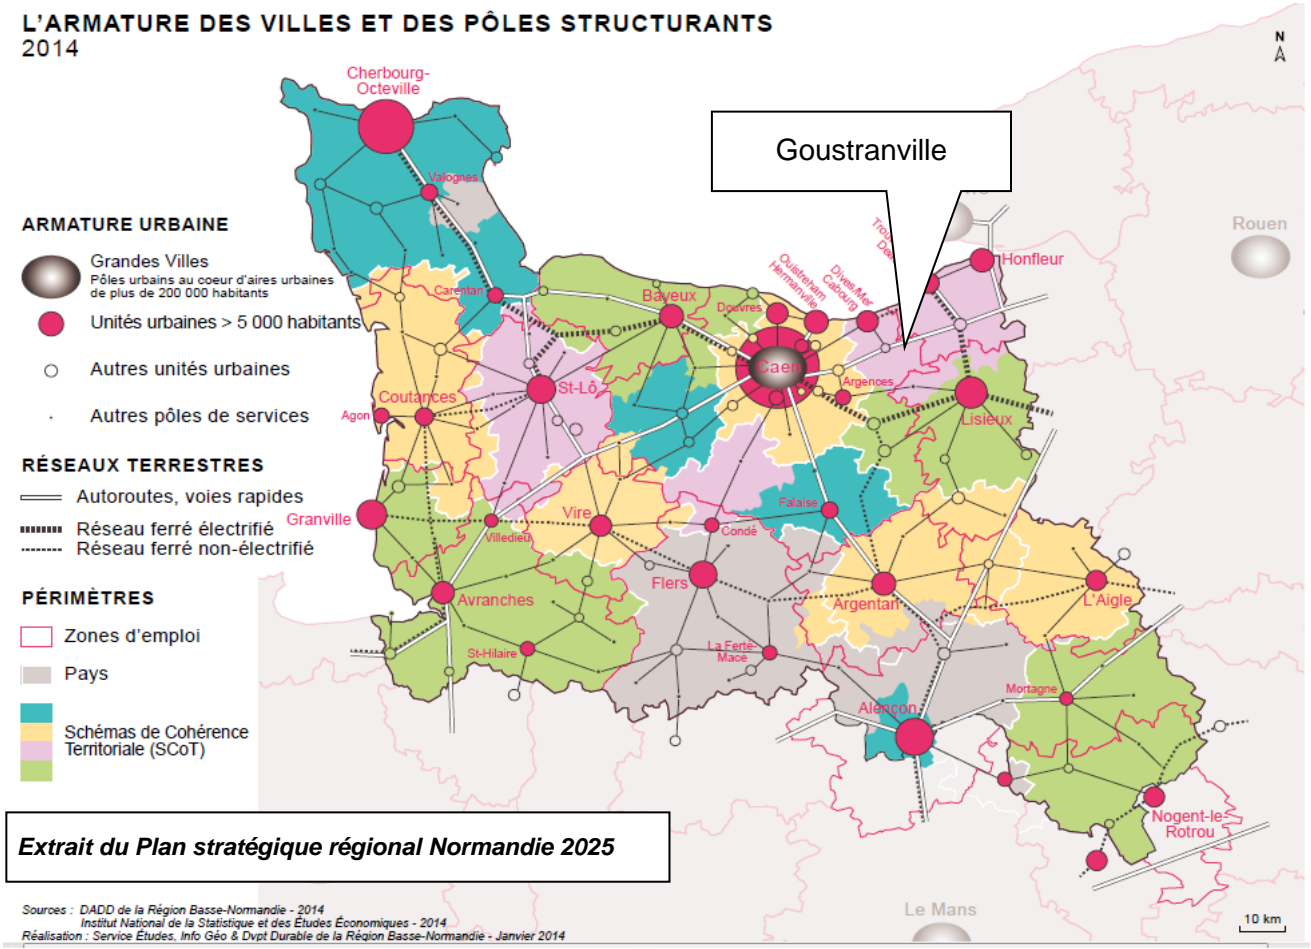 L'ARMATURE DES VILLES ET DES PÔLES STRUCTURANTS
2014
N
Cherbourg-
Octeville
Goustranville
Valognes
ARMATURE URBAINE
Grandes Villes
Pôles urbains au coeur d'aires urbaines
de plus de 200 000 habitants
Unités urbaines > 5 000 habitants
Autres unités urbaines
Autres pôles de services
RÉSEAUX TERRESTRES
Autoroutes, voies rapides
Réseau ferré électrifié
Réseau ferré non-électrifié
PÉRIMÈTRES
Zones d'emploi
Pays
Schémas de Cohérence
Territoriale (SCoT)
Rouen
Honfleur
Ouistreham
Hermanville
Dives/Mer
Cabourg
Carentan
Bayeux
Douvres
Caen
Argences
St-Lô
Coutances
Agon
Lisieux
Granville
Villedieu
Vire
Condé
Falaise
Avranches
Flers
Argentan
L'Aigle
St-Hilaire
La Ferté-
Macé
Mortagne
Alençon
Nogent-le-
Rotrou
Le Mans
10 km
Extrait du Plan stratégique régional Normandie 2025
Sources : DADD de la Région Basse-Normandie - 2014
Institut National de la Statistique et des Études Économiques - 2014
Réalisation : Service Études, Info Géo & Dvpt Durable de la Région Basse-Normandie - Janvier 2014